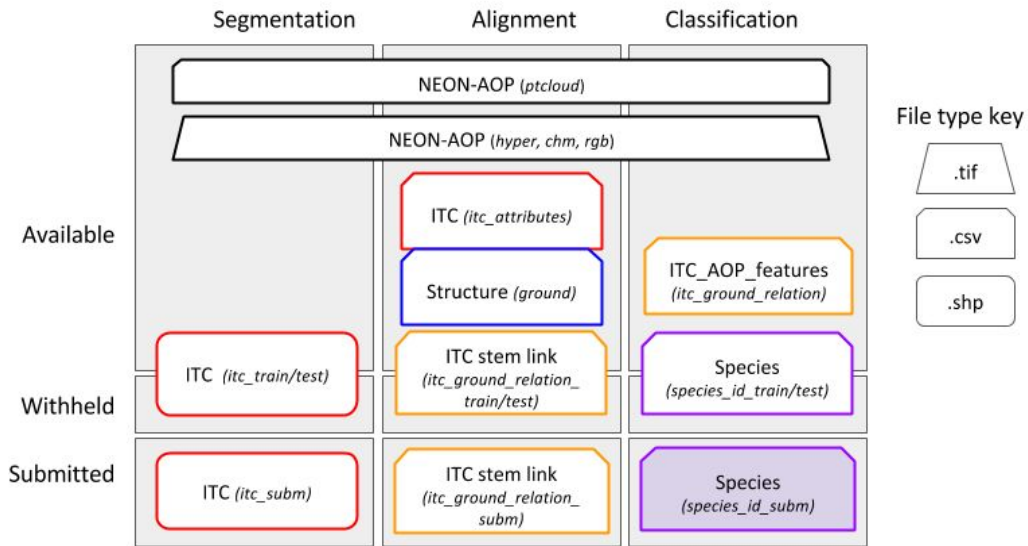 Segmentation
Alignment
Classification
NEON-AOP (ptcloud)
NEON-AOP (hyper, chm, rgb)
File type key
.tif
.csv
.shp
Available
ITC (itc_attributes)
Structure (ground)
ITC_AOP_features
(itc_ground_relation)
ITC (itc_train/test)
ITC stem link
(itc_ground_relation_
train/test)
Species
(species_id_train/test)
Withheld
Submitted
ITC (itc_subm)
ITC stem link
(itc_ground_relation_
subm)
Species
(species_id_subm)